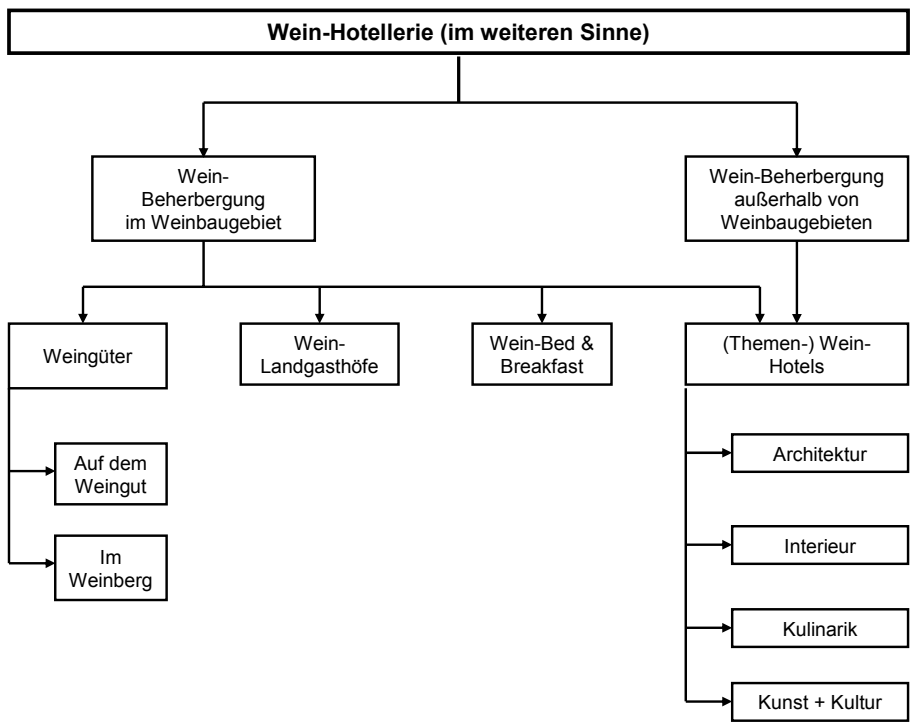 Wein-Hotellerie (im weiteren Sinne)
Wein-
Beherbergung
im Weinbaugebiet
Wein-Beherbergung
außerhalb von
Weinbaugebieten
Weingüter
Wein-
Landgasthöfe
Wein-Bed &
Breakfast
(Themen-) Wein-
Hotels
Auf dem
Weingut
Im
Weinberg
Architektur
Interieur
Kulinarik
Kunst + Kultur